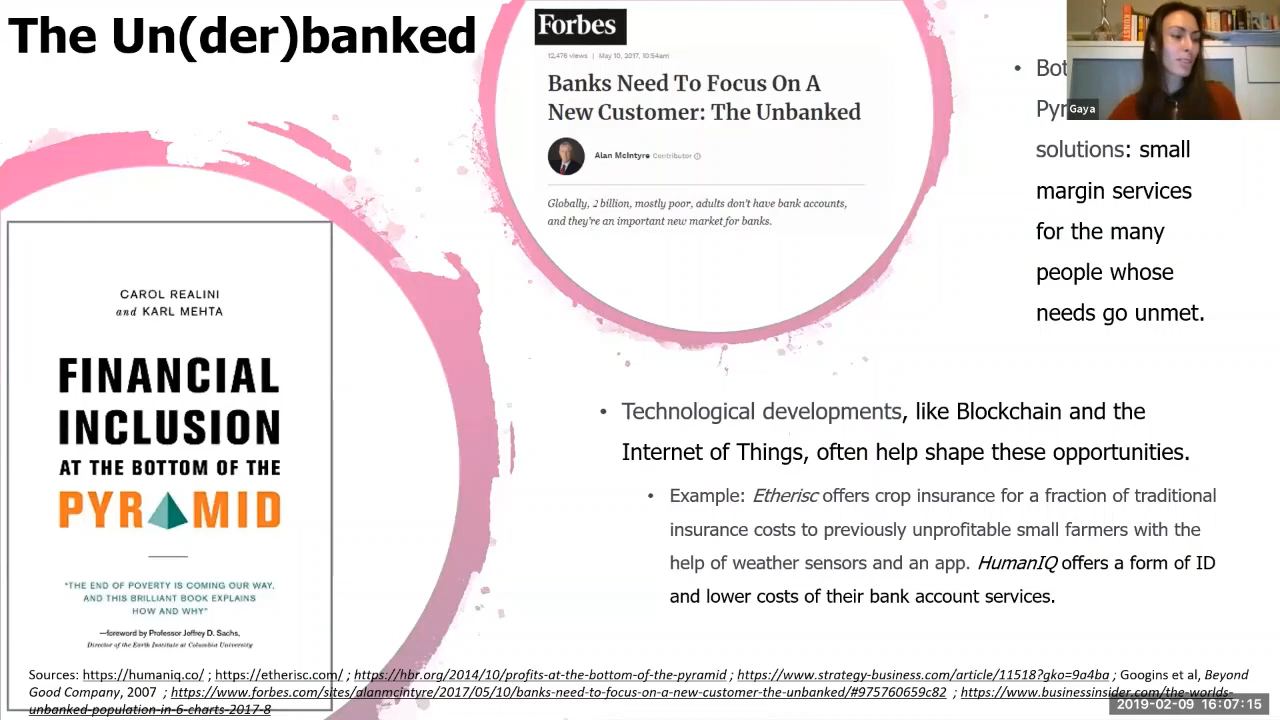 The Un(der)banked
Forbes
12,476 views | May 10, 2017, 10:54am
Banks Need To Focus On A
New Customer: The Unbanked
Alan McIntyre Contributor
Globally, 2 billion, mostly poor, adults don't have bank accounts,
and they're an important new market for banks.
Gaya
• Bot
Pyr
solutions: small
margin services
for the many
people whose
needs go unmet.
KUNST
CAROL REALINI
and KARL MEHTA
FINANCIAL
INCLUSION
AT THE BOTTOM OF THE
PYRAMID
"THE END OF POVERTY IS COMING OUR WAY,
AND THIS BRILLIANT BOOK EXPLAINS
HOW AND WHY"
—foreword by Professor Jeffrey D. Sachs,
Director of the Earth Institute at Columbia University
• Technological developments, like Blockchain and the
Internet of Things, often help shape these opportunities.
• Example: Etherisc offers crop insurance for a fraction of traditional
insurance costs to previously unprofitable small farmers with the
help of weather sensors and an app. HumanIQ offers a form of ID
and lower costs of their bank account services.
Sources: https://humaniq.co/ ; https://etherisc.com/ ; https://hbr.org/2014/10/profits-at-the-bottom-of-the-pyramid ; https://www.strategy-business.com/article/11518?gko=9a4ba ; Googins et al, Beyond
Good Company, 2007 ; https://www.forbes.com/sites/alanmcintyre/2017/05/10/banks-need-to-focus-on-a-new-customer-the-unbanked/#975760659c82 ; https://www.businessinsider.com/the-worlds-
unbanked-population-in-6-charts-2017-8
2019-02-09 16:07:15